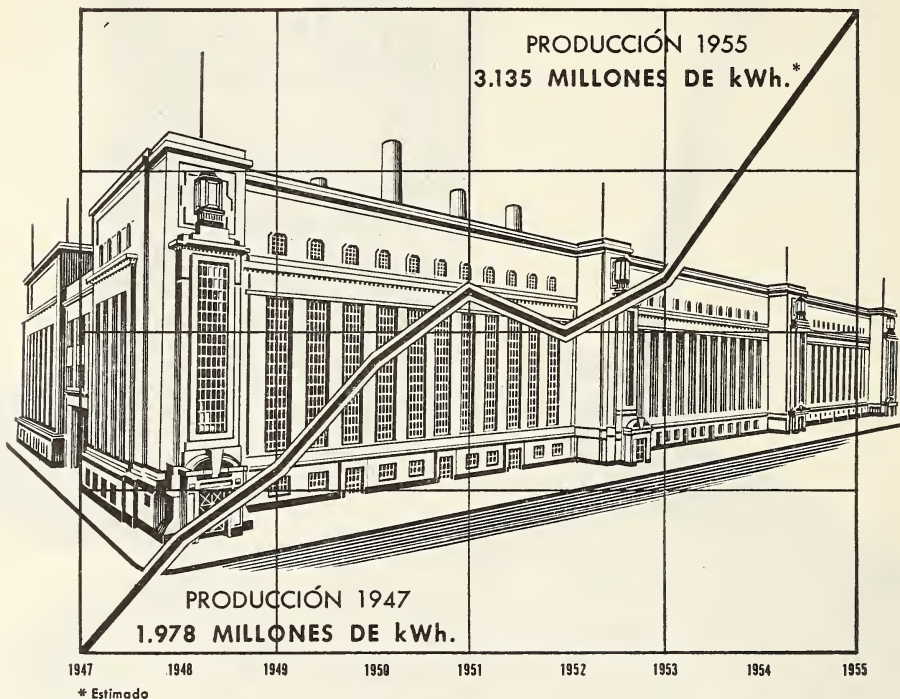 PRODUCCIÓN 1955
3.135 MILLONES DE kWh.*
PRODUCCIÓN 1947
1.978 MILLONES DE kWh.
1947 1948 1949 1950 1951 1952 1953 1954 1955
* Estimado